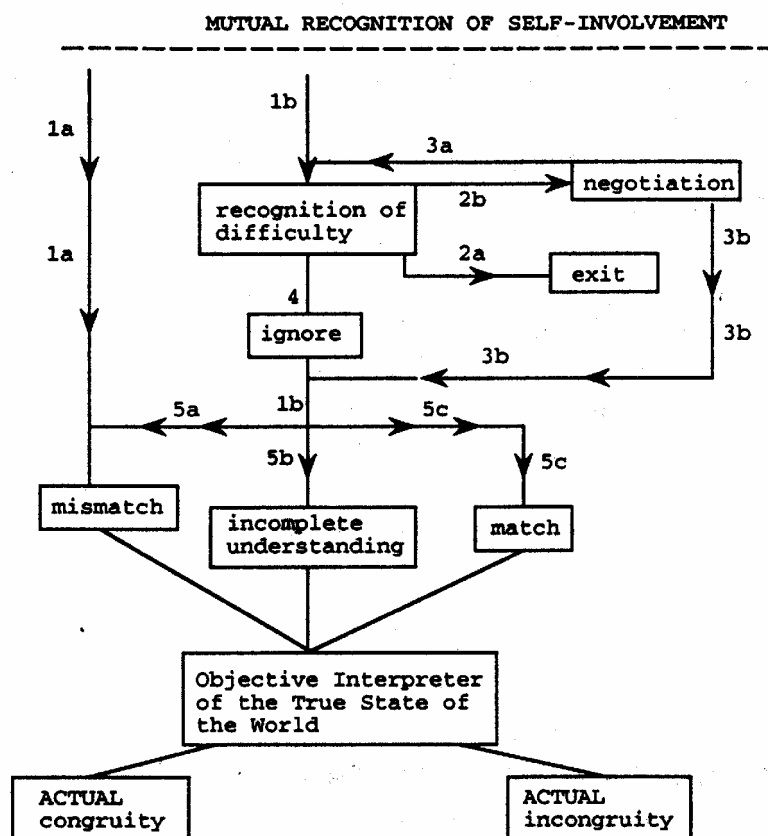 MUTUAL RECOGNITION OF SELF-INVOLVEMENT
1a
1b
3a
negotiation
2b
recognition of
difficulty
3b
1a
2a
exit
4
ignore
3b
3b
5a
1b
5c
5b
5c
mismatch
incomplete
understanding
match
Objective Interpreter
of the True State of
the World
ACTUAL
congruity
ACTUAL
incongruity